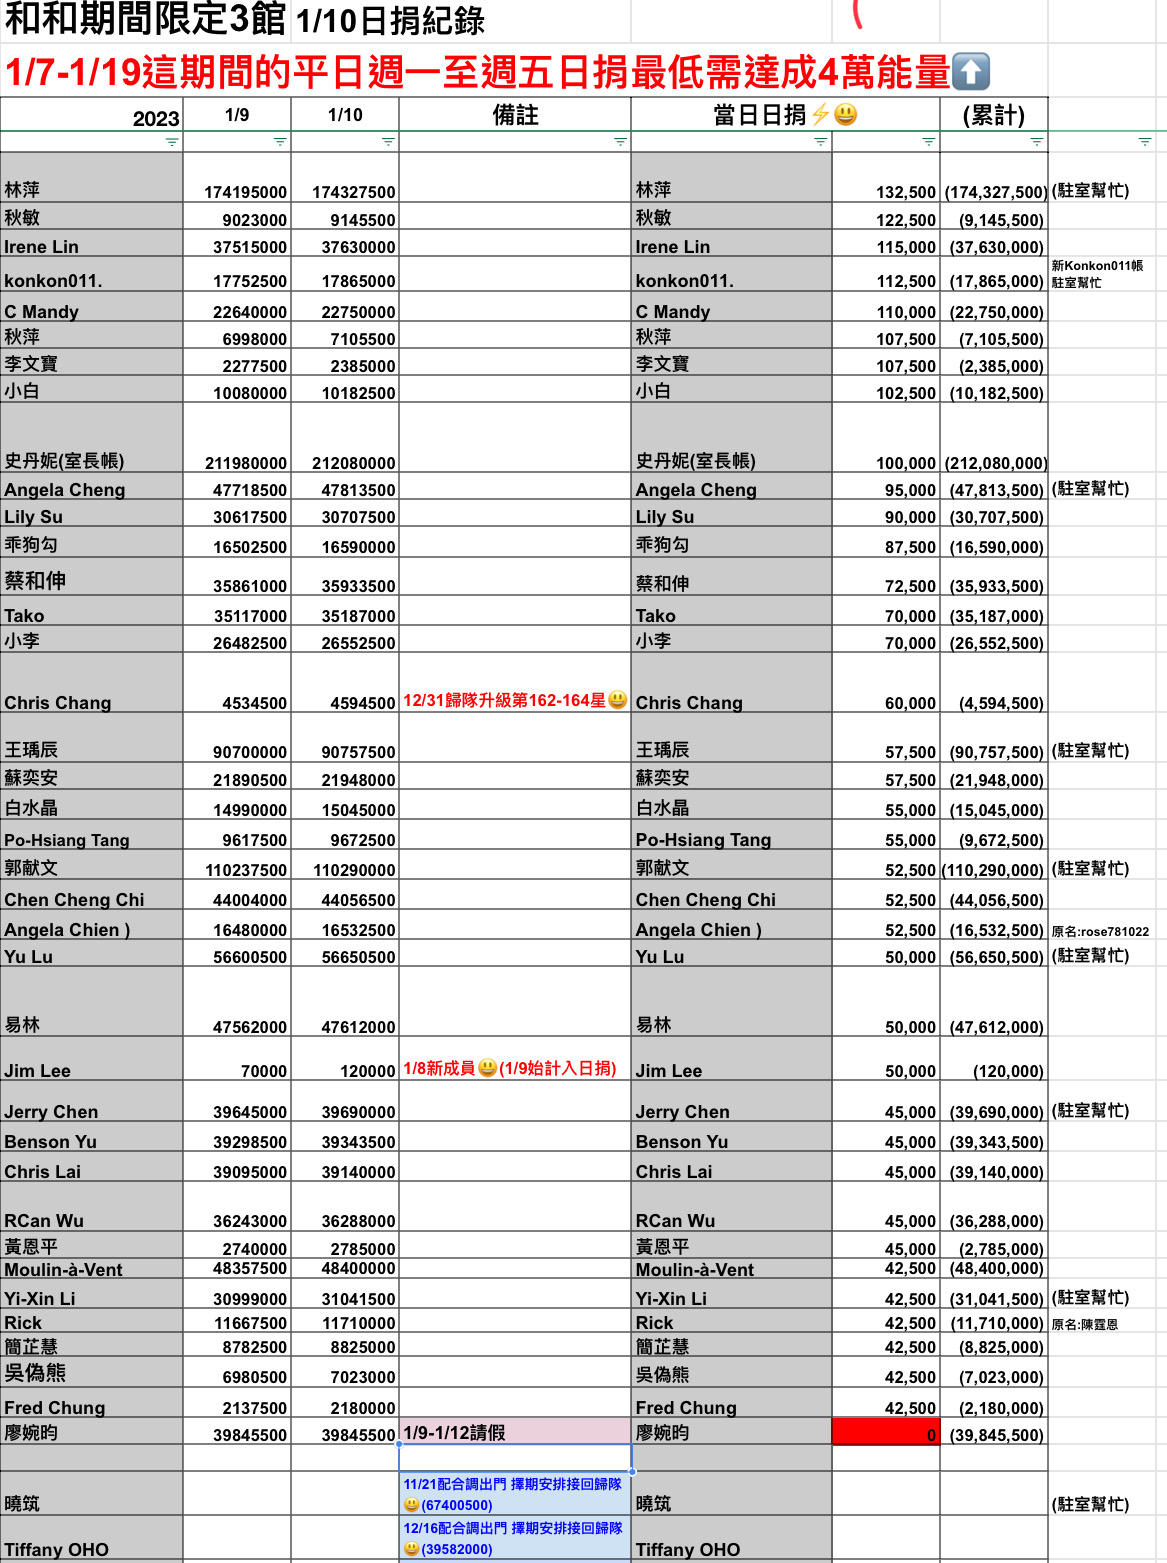 和和期間限定3館 1/10日捐紀錄
1/7-1/19這期間的平日週一至週五日捐最低需達成4萬能量⬆️
2023 1/9 1/10 備註 當日日捐⚡😃 (累計)
林萍 174195000 174327500 林萍 132,500 (174,327,500) (駐室幫忙)
秋敏 9023000 9145500 秋敏 122,500 (9,145,500)
Irene Lin 37515000 37630000 Irene Lin 115,000 (37,630,000)
新Konkon011帳
konkon011. 17752500 17865000 konkon011. 112,500 (17,865,000) 駐室幫忙
C Mandy 22640000 22750000 C Mandy 110,000 (22,750,000)
秋萍 6998000 7105500 秋萍 107,500 (7,105,500)
李文寶 2277500 2385000 李文寶 107,500 (2,385,000)
小白 10080000 10182500 小白 102,500 (10,182,500)
史丹妮(室長帳) 211980000 212080000 史丹妮(室長帳) 100,000 (212,080,000)
Angela Cheng 47718500 47813500 Angela Cheng 95,000 (47,813,500) (駐室幫忙)
Lily Su 30617500 30707500 Lily Su 90,000 (30,707,500)
乖狗勾 16502500 16590000 乖狗勾 87,500 (16,590,000)
蔡和伸 35861000 35933500 蔡和伸 72,500 (35,933,500)
Tako 35117000 35187000 Tako 70,000 (35,187,000)
小李 26482500 26552500 小李 70,000 (26,552,500)
Chris Chang 4534500 4594500 12/31歸隊升級第162-164星😃 Chris Chang 60,000 (4,594,500)
王瑀辰 90700000 90757500 王瑀辰 57,500 (90,757,500) (駐室幫忙)
蘇奕安 21890500 21948000 蘇奕安 57,500 (21,948,000)
白水晶 14990000 15045000 白水晶 55,000 (15,045,000)
Po-Hsiang Tang 9617500 9672500 Po-Hsiang Tang 55,000 (9,672,500)
郭献文 110237500 110290000 郭献文 52,500 (110,290,000) (駐室幫忙)
Chen Cheng Chi 44004000 44056500 Chen Cheng Chi 52,500 (44,056,500)
Angela Chien ) 16480000 16532500 Angela Chien ) 52,500 (16,532,500) 原名:rose781022
Yu Lu 56600500 56650500 Yu Lu 50,000 (56,650,500) (駐室幫忙)
易林 47562000 47612000 易林 50,000 (47,612,000)
Jim Lee 70000 120000 1/8新成員😃(1/9始計入日捐) Jim Lee 50,000 (120,000)
Jerry Chen 39645000 39690000 Jerry Chen 45,000 (39,690,000) (駐室幫忙)
Benson Yu 39298500 39343500 Benson Yu 45,000 (39,343,500)
Chris Lai 39095000 39140000 Chris Lai 45,000 (39,140,000)
RCan Wu 36243000 36288000 RCan Wu 45,000 (36,288,000)
黃恩平 2740000 2785000 黃恩平 45,000 (2,785,000)
Moulin-à-Vent 48357500 48400000 Moulin-à-Vent 42,500 (48,400,000)
Yi-Xin Li 30999000 31041500 Yi-Xin Li 42,500 (31,041,500) (駐室幫忙)
Rick 11667500 11710000 Rick 42,500 (11,710,000) 原名:陳霆恩
簡芷慧 8782500 8825000 簡芷慧 42,500 (8,825,000)
吳偽熊 6980500 7023000 吳偽熊 42,500 (7,023,000)
Fred Chung 2137500 2180000 Fred Chung 42,500 (2,180,000)
廖婉昀 39845500 39845500 1/9-1/12請假 廖婉昀 0 (39,845,500)
11/21配合調出門 擇期安排接回歸隊
曉筑 😃(67400500) 曉筑 (駐室幫忙)
12/16配合調出門 擇期安排接回歸隊
Tiffany OHO 😃(39582000) Tiffany OHO